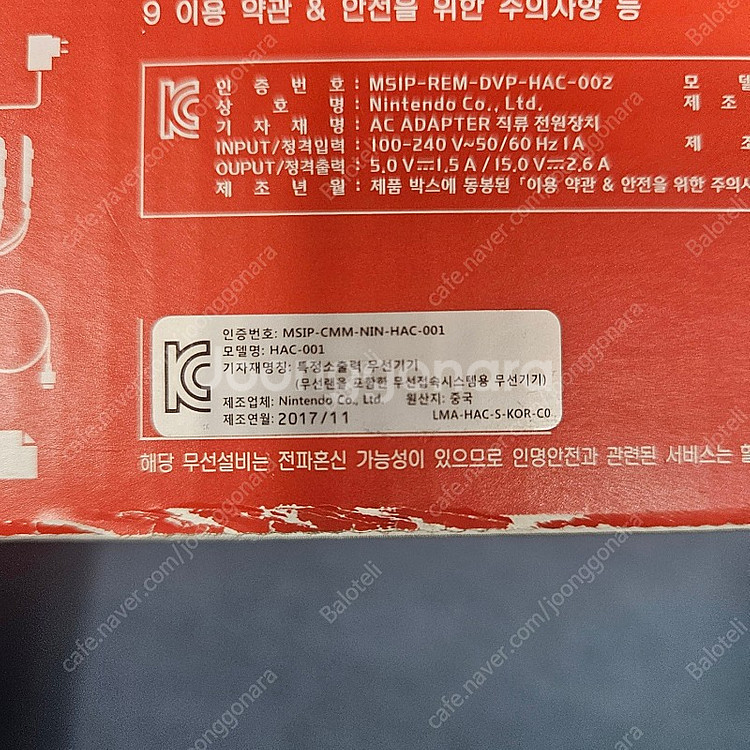 9 이용 약관 & 안전을 위한 주의사항 등
인 증 번 호 : MSIP-REM-DVP-HAC-002 모 델
상 호 명 : Nintendo Co., Ltd. 제 조
기 자 재 명 : AC ADAPTER 직류 전원장치
INPUT/정격입력 : 100-240 V~50/60 Hz 1A 제 조
OUPUT/정격출력 : 5.0 V⎓1.5 A / 15.0 V⎓2.6 A
제 조 년 월 : 제품 박스에 동봉된 「이용 약관 & 안전을 위한 주의사
인증번호: MSIP-CMM-NIN-HAC-001
모델명: HAC-001
기자재명칭: 특정소출력 무선기기
(무선랜을 포함한 무선접속시스템용 무선기기)
제조업체: Nintendo Co., Ltd. 원산지: 중국
제조연월: 2017/11 LMA-HAC-S-KOR-C0
해당 무선설비는 전파혼신 가능성이 있으므로 인명안전과 관련된 서비스는 할
Joonggonara
cafe.naver.com/joonggonara
Baloteli